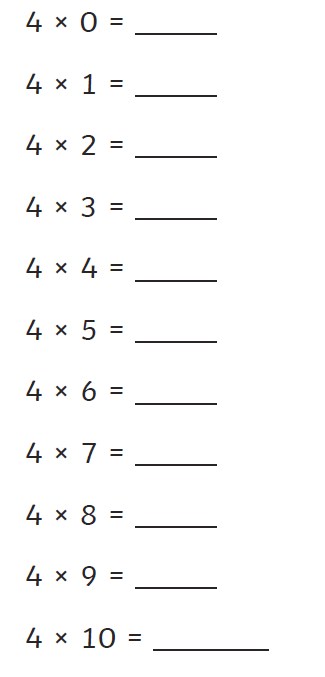 4 × 0 = ______
4 × 1 = ______
4 × 2 = ______
4 × 3 = ______
4 × 4 = ______
4 × 5 = ______
4 × 6 = ______
4 × 7 = ______
4 × 8 = ______
4 × 9 = ______
4 × 10 = ________